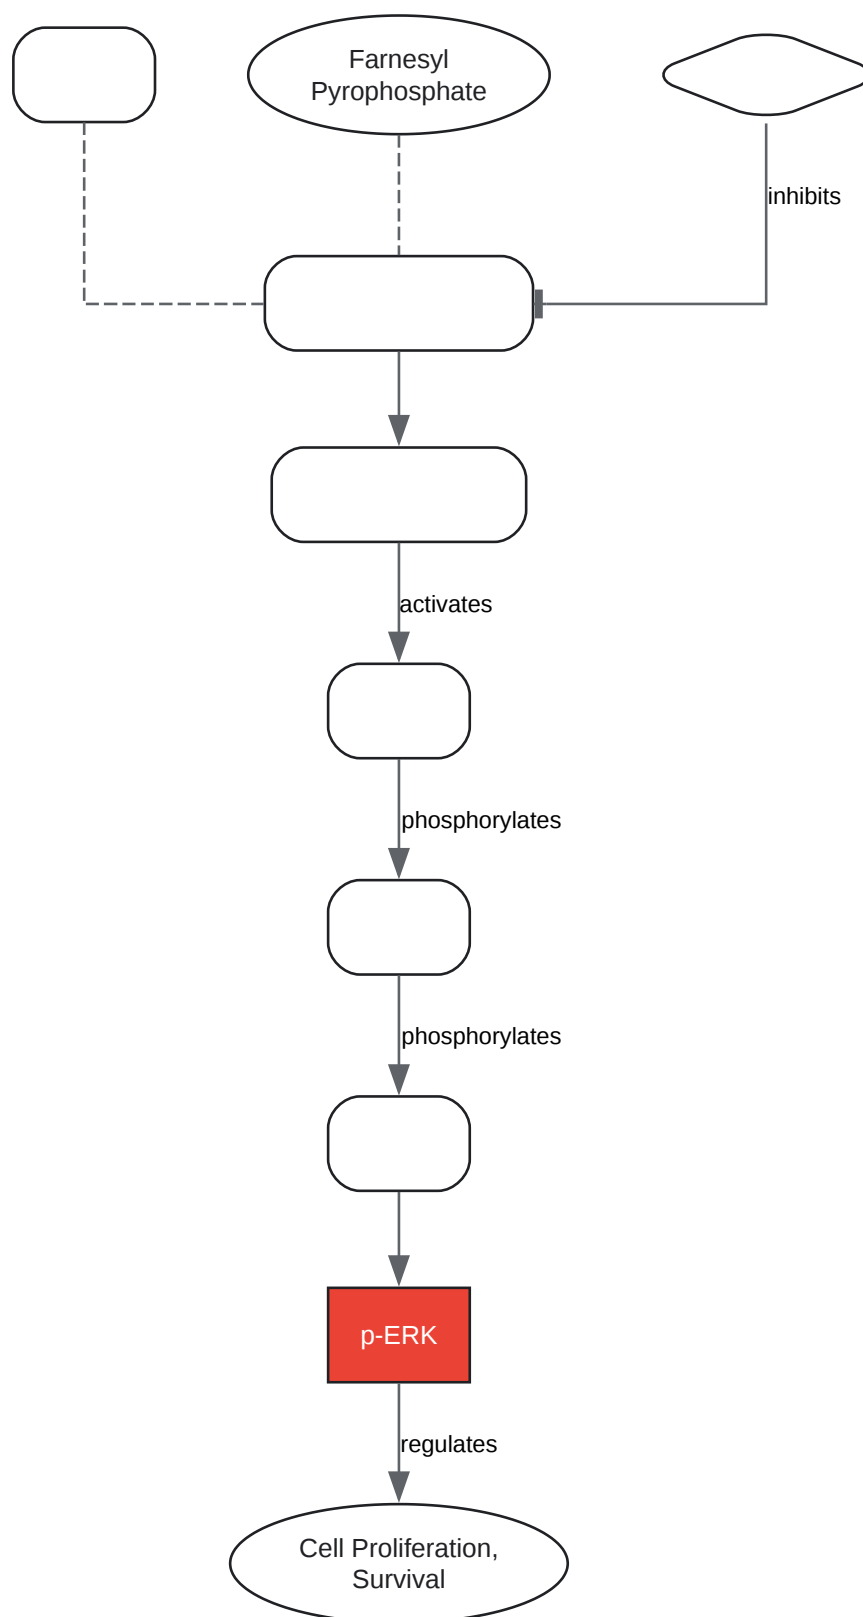 Farnesyl
Pyrophosphate
inhibits
activates
phosphorylates
phosphorylates
p-ERK
regulates
Cell Proliferation,
Survival